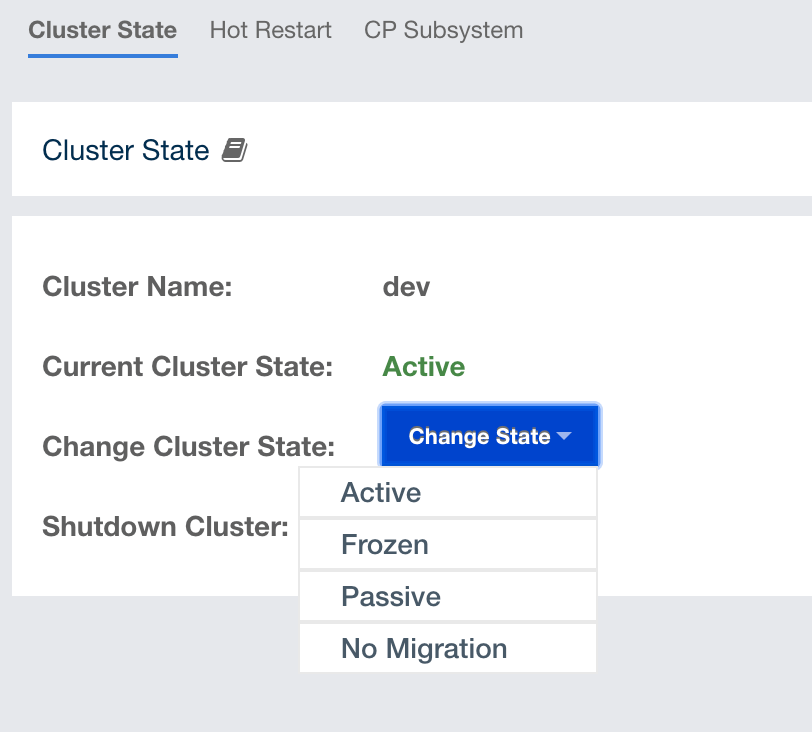 Cluster State Hot Restart CP Subsystem
Cluster State
Cluster Name: dev
Current Cluster State: Active
Change Cluster State: Change State
Active
Shutdown Cluster:
Frozen
Passive
No Migration